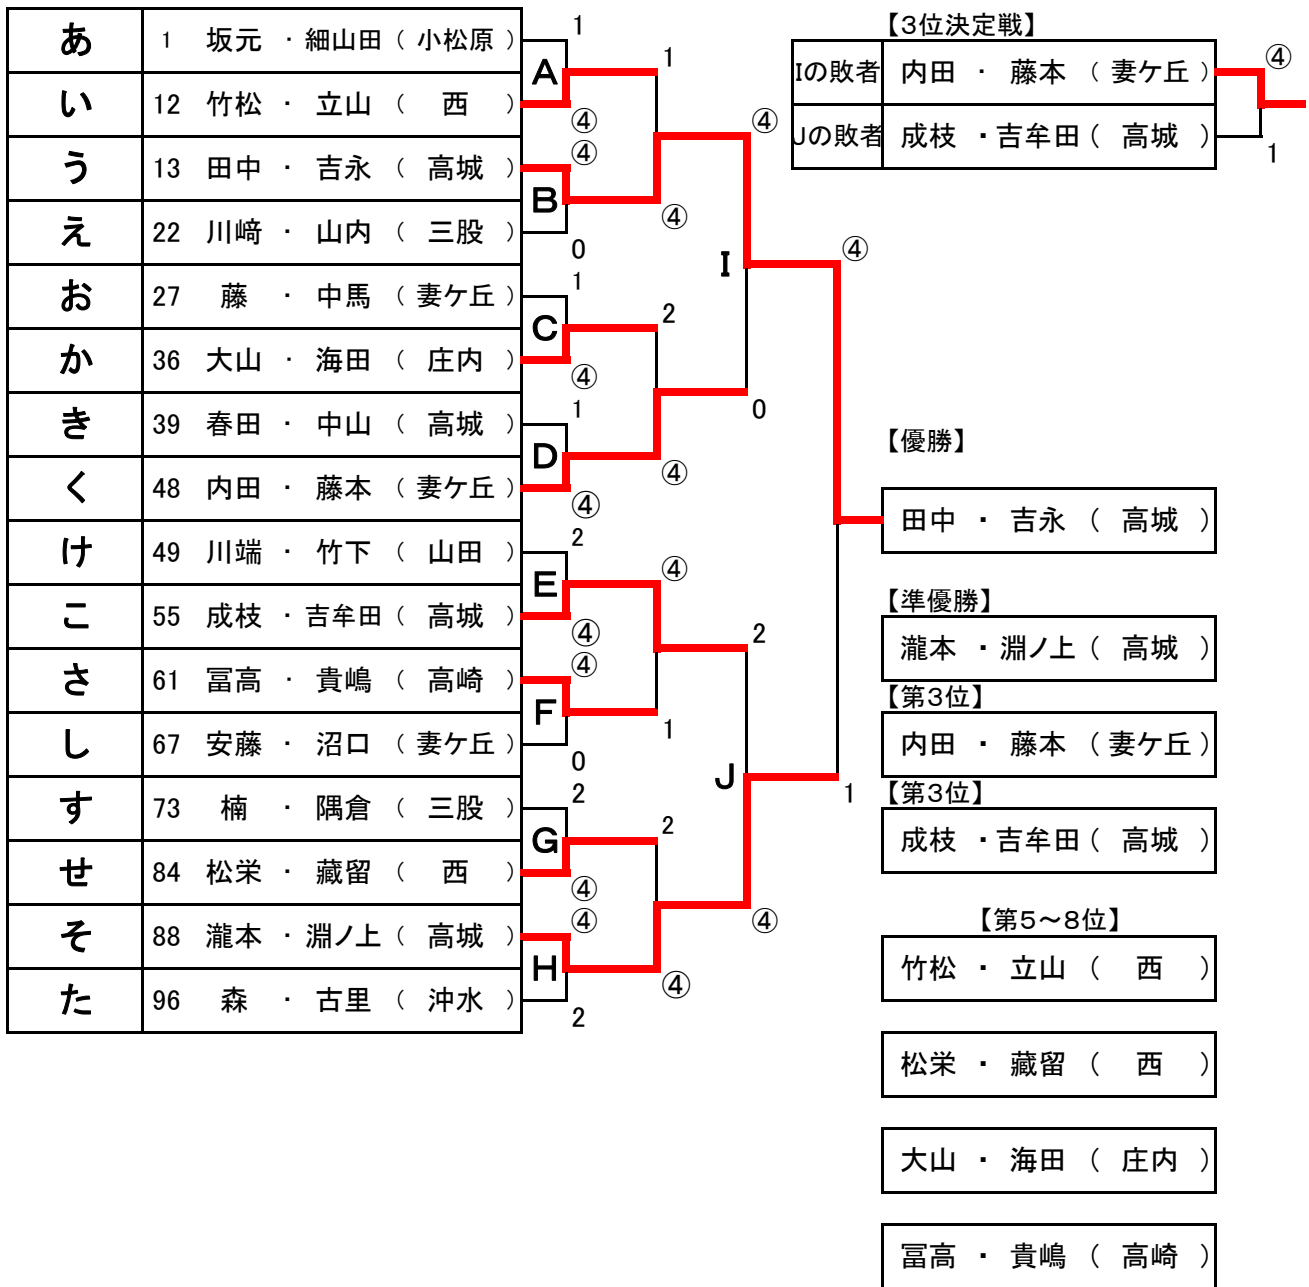 あ 1 坂元 ・ 細山田 ( 小松原 )
い 12 竹松 ・ 立山 ( 西 )
う 13 田中 ・ 吉永 ( 高城 )
え 22 川﨑 ・ 山内 ( 三股 )
お 27 藤 ・ 中馬 ( 妻ケ丘 )
か 36 大山 ・ 海田 ( 庄内 )
き 39 春田 ・ 中山 ( 高城 )
く 48 内田 ・ 藤本 ( 妻ケ丘 )
け 49 川端 ・ 竹下 ( 山田 )
こ 55 成枝 ・ 吉牟田 ( 高城 )
さ 61 冨高 ・ 貴嶋 ( 高崎 )
し 67 安藤 ・ 沼口 ( 妻ケ丘 )
す 73 楠 ・ 隅倉 ( 三股 )
せ 84 松栄 ・ 藏留 ( 西 )
そ 88 瀧本 ・ 淵ノ上 ( 高城 )
た 96 森 ・ 古里 ( 沖水 )
1
A
④
④
B
0
1
C
④
1
D
④
2
E
④
④
F
0
2
G
④
④
H
2
1
④
2
④
④
1
2
④
④
I
0
2
J
④
④
1
【3位決定戦】
Iの敗者 内田 ・ 藤本 ( 妻ケ丘 ) ④
Jの敗者 成枝 ・ 吉牟田 ( 高城 ) 1
【優勝】
田中 ・ 吉永 ( 高城 )
【準優勝】
瀧本 ・ 淵ノ上 ( 高城 )
【第3位】
内田 ・ 藤本 ( 妻ケ丘 )
【第3位】
成枝 ・ 吉牟田 ( 高城 )
【第5～8位】
竹松 ・ 立山 ( 西 )
松栄 ・ 藏留 ( 西 )
大山 ・ 海田 ( 庄内 )
冨高 ・ 貴嶋 ( 高崎 )